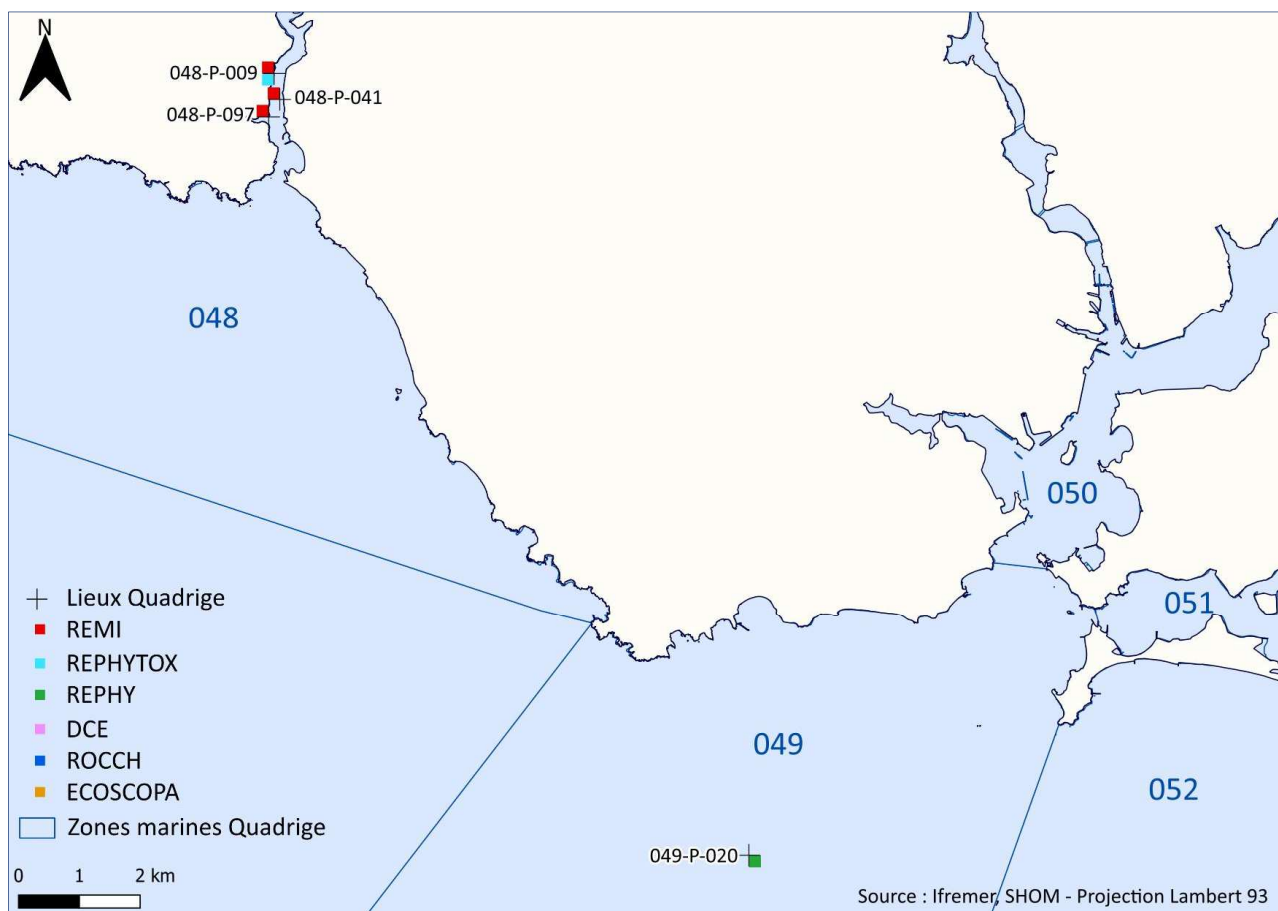 N
048-P-009
048-P-041
048-P-097
048
050
051
049
052
049-P-020
Lieux Quadrige
REMI
REPHYTOX
REPHY
DCE
ROCCH
ECOSCOPA
Zones marines Quadrige
0 1 2 km
Source : Ifremer, SHOM - Projection Lambert 93